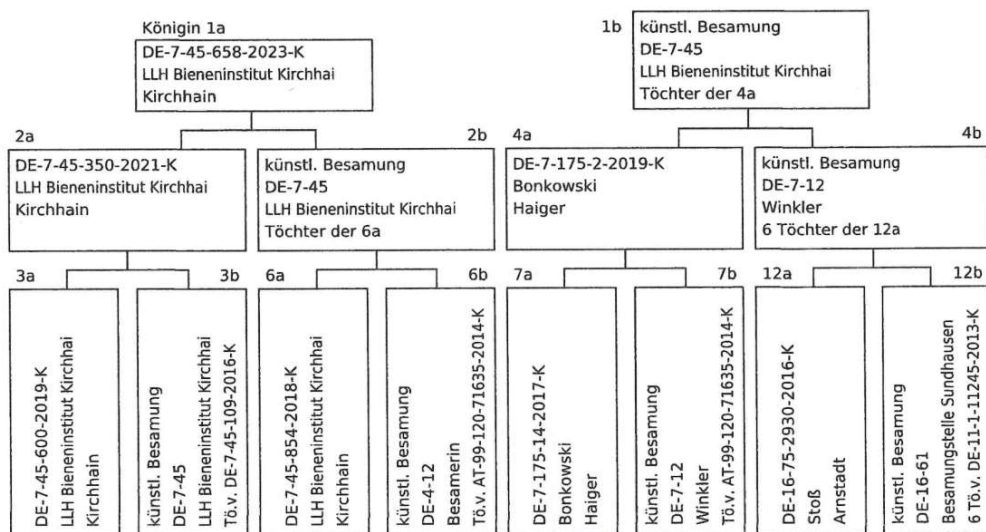 Königin 1a
DE-7-45-658-2023-K
LLH Bieneninstitut Kirchhai
Kirchhain
1b
künstl. Besamung
DE-7-45
LLH Bieneninstitut Kirchhai
Töchter der 4a
2a
DE-7-45-350-2021-K
LLH Bieneninstitut Kirchhai
Kirchhain
2b
künstl. Besamung
DE-7-45
LLH Bieneninstitut Kirchhai
Töchter der 6a
4a
DE-7-175-2-2019-K
Bonkowski
Haiger
4b
künstl. Besamung
DE-7-12
Winkler
6 Töchter der 12a
3a
DE-7-45-600-2019-K
LLH Bieneninstitut Kirchhai
Kirchhain
3b
künstl. Besamung
DE-7-45
LLH Bieneninstitut Kirchhai
Tö.v. DE-7-45-109-2016-K
6a
DE-7-45-854-2018-K
LLH Bieneninstitut Kirchhai
Kirchhain
6b
künstl. Besamung
DE-4-12
Besamerin
Tö.v. AT-99-120-71635-2014-K
7a
DE-7-175-14-2017-K
Bonkowski
Haiger
7b
künstl. Besamung
DE-7-12
Winkler
Tö.v. AT-99-120-71635-2014-K
12a
DE-16-75-2930-2016-K
Stoß
Arnstadt
12b
künstl. Besamung
DE-16-61
Besamungstelle Sundhausen
6 Tö.v. DE-11-1-11245-2013-K